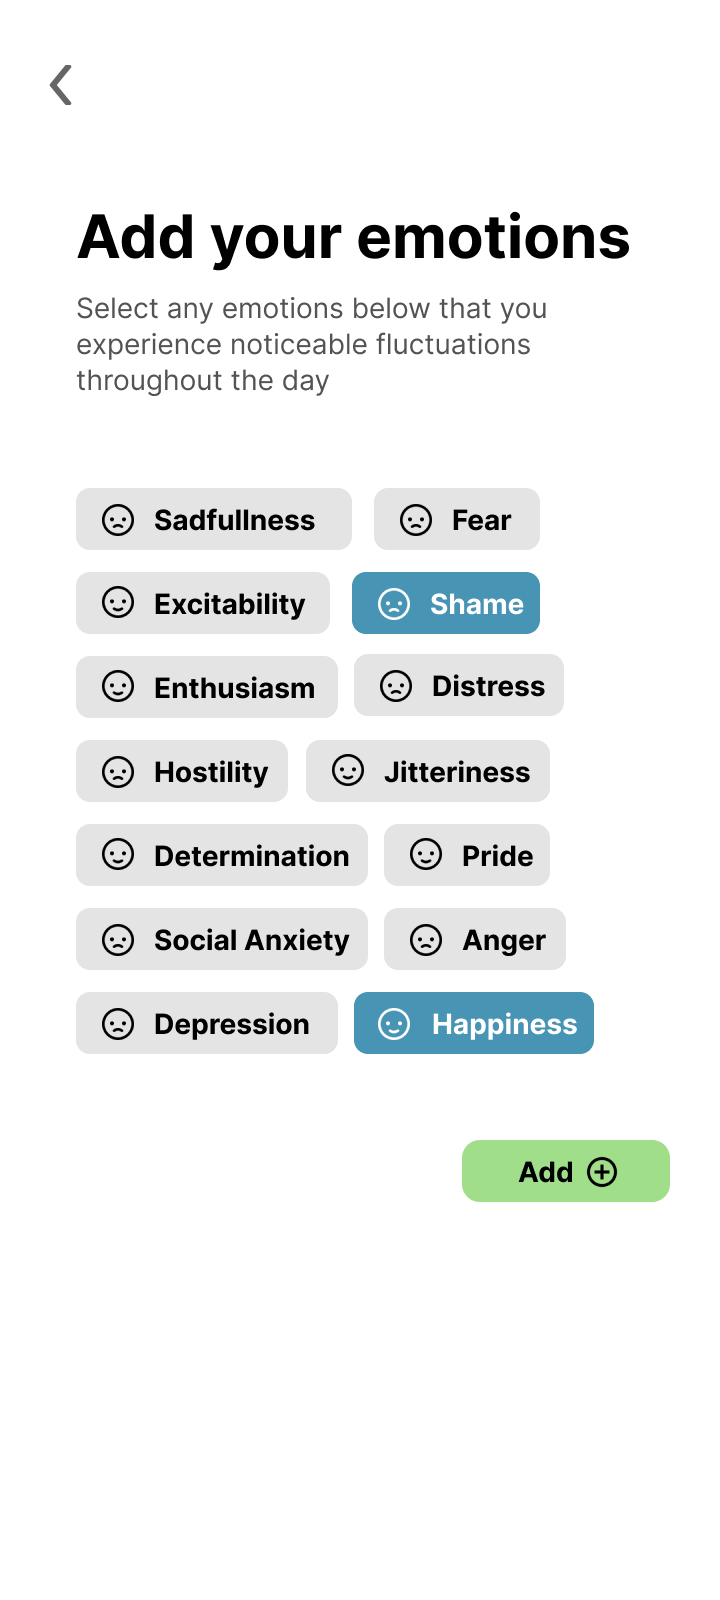 Add your emotions
Select any emotions below that you
experience noticeable fluctuations
throughout the day
Sadfullness
Fear
Excitability
Shame
Enthusiasm
Distress
Hostility
Jitteriness
Determination
Pride
Social Anxiety
Anger
Depression
Happiness
Add